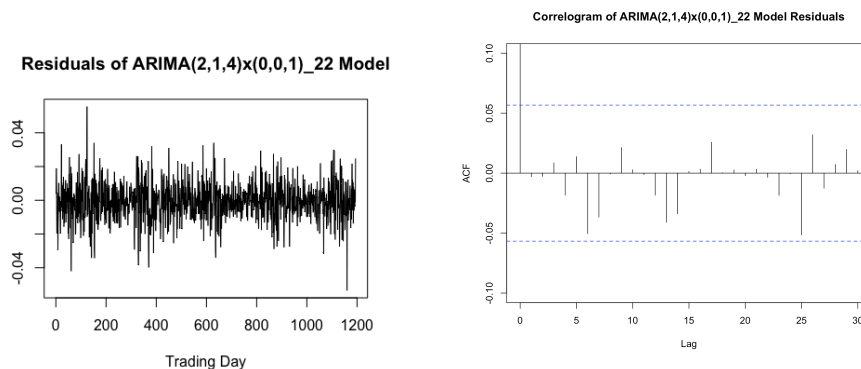 Residuals of ARIMA(2,1,4)x(0,0,1)_22 Model
0.04
0.00
-0.04
0 200 400 600 800 1000 1200
Trading Day
Correlogram of ARIMA(2,1,4)x(0,0,1)_22 Model Residuals
ACF
0.10
0.05
0.00
-0.05
-0.10
0 5 10 15 20 25 30
Lag